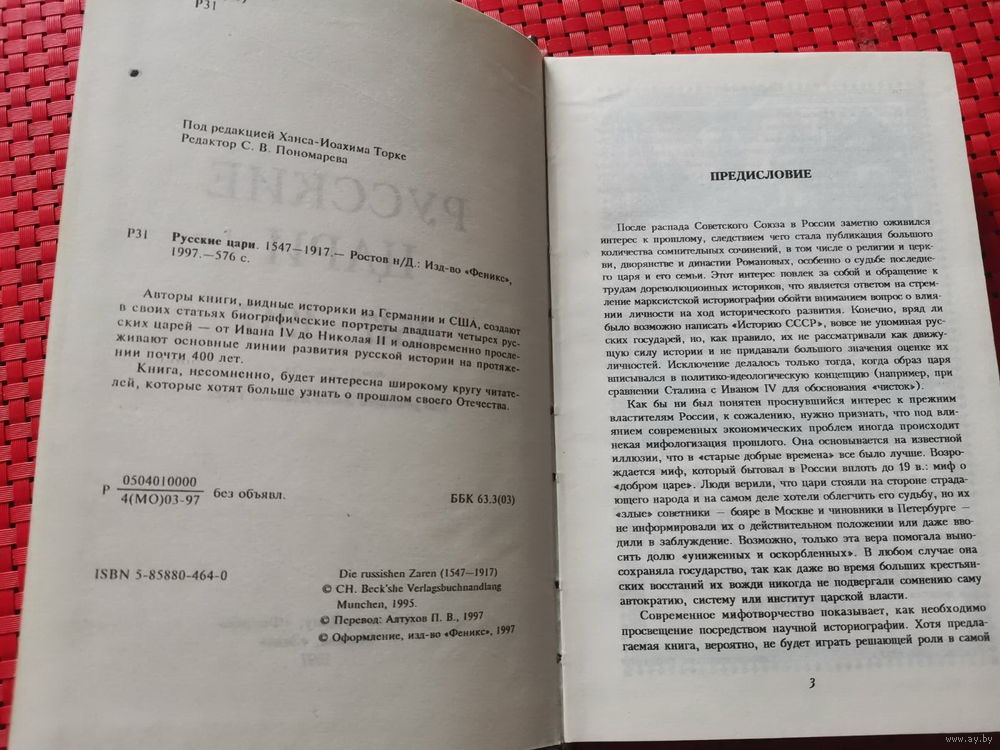 Р31
Под редакцией Ханса-Иоахима Торке
Редактор С. В. Пономарева
РУССКИЕ
ЦАРИ
Р31 Русские цари. 1547—1917.— Ростов н/Д.: Изд-во «Феникс»,
1997.—576 с.
Авторы книги, видные историки из Германии и США, создают
в своих статьях биографические портреты двадцати четырех рус-
ских царей — от Ивана IV до Николая II и одновременно просле-
живают основные линии развития русской истории на протяже-
нии почти 400 лет.
Книга, несомненно, будет интересна широкому кругу читате-
лей, которые хотят больше узнать о прошлом своего Отечества.
Р 0504010000
4(МО)03-97 без объявл.
ББК 63.3(03)
ISBN 5-85880-464-0
Die russishen Zaren (1547—1917)
© CH. Beck'she Verlagsbuchnandlang
Munchen, 1995.
© Перевод: Алтухов П. В., 1997
© Оформление, изд-во «Феникс», 1997
ПРЕДИСЛОВИЕ
После распада Советского Союза в России заметно оживился
интерес к прошлому, следствием чего стала публикация большого
количества сомнительных сочинений, в том числе о религии и церк-
ви, дворянстве и династии Романовых, особенно о судьбе последне-
го царя и его семьи. Этот интерес повлек за собой и обращение к
трудам дореволюционных историков, что является ответом на стрем-
ление марксистской историографии обойти вниманием вопрос о влия-
нии личности на ход исторического развития. Конечно, вряд ли
было возможно написать «Историю СССР», вовсе не упоминая рус-
ских государей, но, как правило, их не рассматривали как движу-
щую силу истории и не придавали большого значения оценке их
личностей. Исключение делалось только тогда, когда образ царя
вписывался в политико-идеологическую концепцию (например, при
сравнении Сталина с Иваном IV для обоснования «чисток»).
Как бы ни был понятен проснувшийся интерес к прежним
властителям России, к сожалению, нужно признать, что под вли-
янием современных экономических проблем иногда происходит
некая мифологизация прошлого. Она основывается на известной
иллюзии, что в «старые добрые времена» все было лучше. Возро-
ждается миф, который бытовал в России вплоть до 19 в.: миф о
«добром царе». Люди верили, что цари стояли на стороне страда-
ющего народа и на самом деле хотели облегчить его судьбу, но их
«злые» советники — бояре в Москве и чиновники в Петербурге —
не информировали их о действительном положении или даже вво-
дили в заблуждение. Возможно, только эта вера помогала выно-
сить долю «униженных и оскорбленных». В любом случае она
сохраняла государство, так как даже во время больших крестьян-
ских восстаний их вожди никогда не подвергали сомнению саму
автократию, систему или институт царской власти.
Современное мифотворчество показывает, как необходимо
просвещение посредством научной историографии. Хотя предла-
гаемая книга, вероятно, не будет играть решающей роли в самой
3
www.ay.by